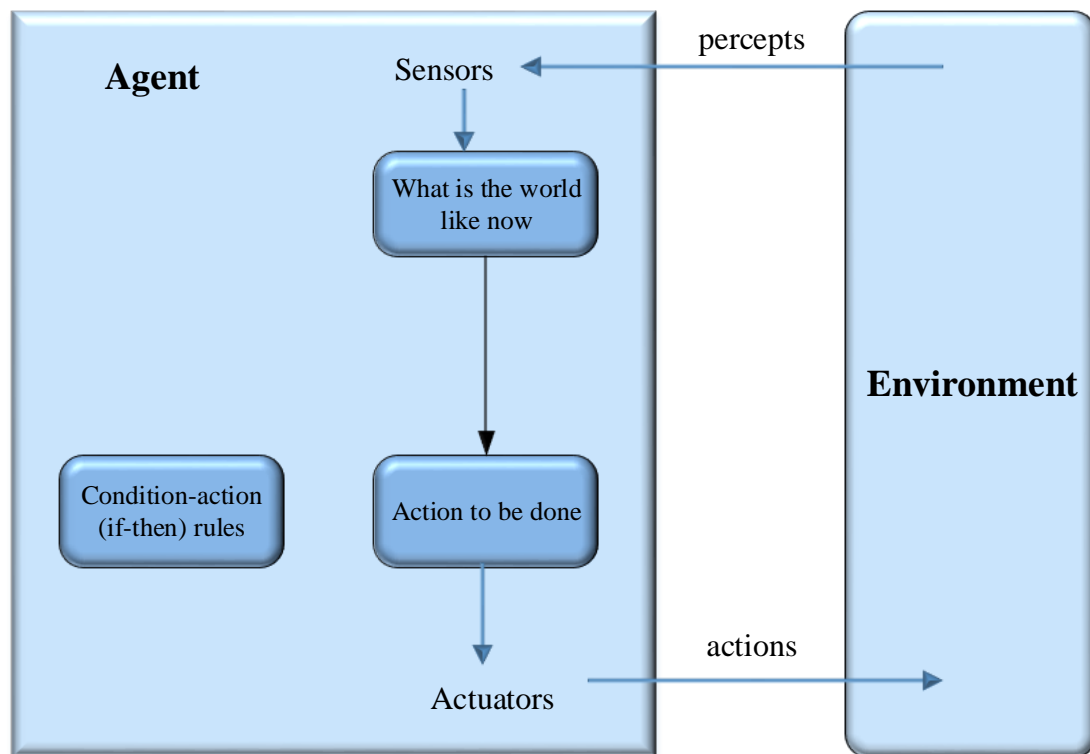 percepts
Agent
Sensors
What is the world
like now
Environment
Condition-action
(if-then) rules
Action to be done
actions
Actuators